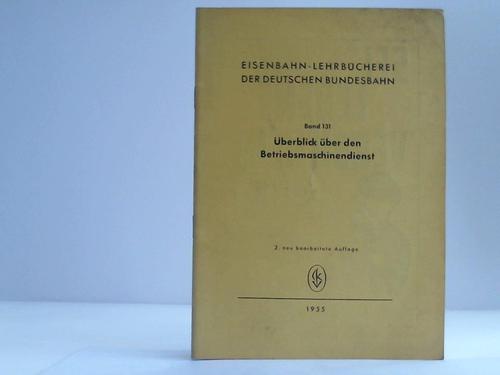 EISENBAHN-LEHRBÜCHEREI
DER DEUTSCHEN BUNDESBAHN
Band 131
Überblick über den
Betriebsmaschinendienst
2. neu bearbeitete Auflage
1955